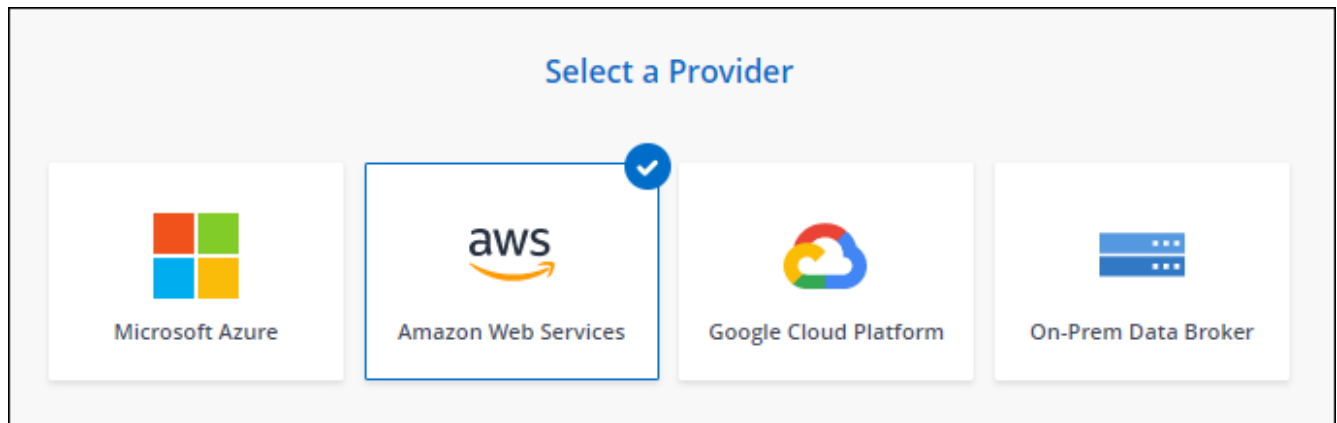 Select a Provider
aws
Microsoft Azure
Amazon Web Services
Google Cloud Platform
On-Prem Data Broker